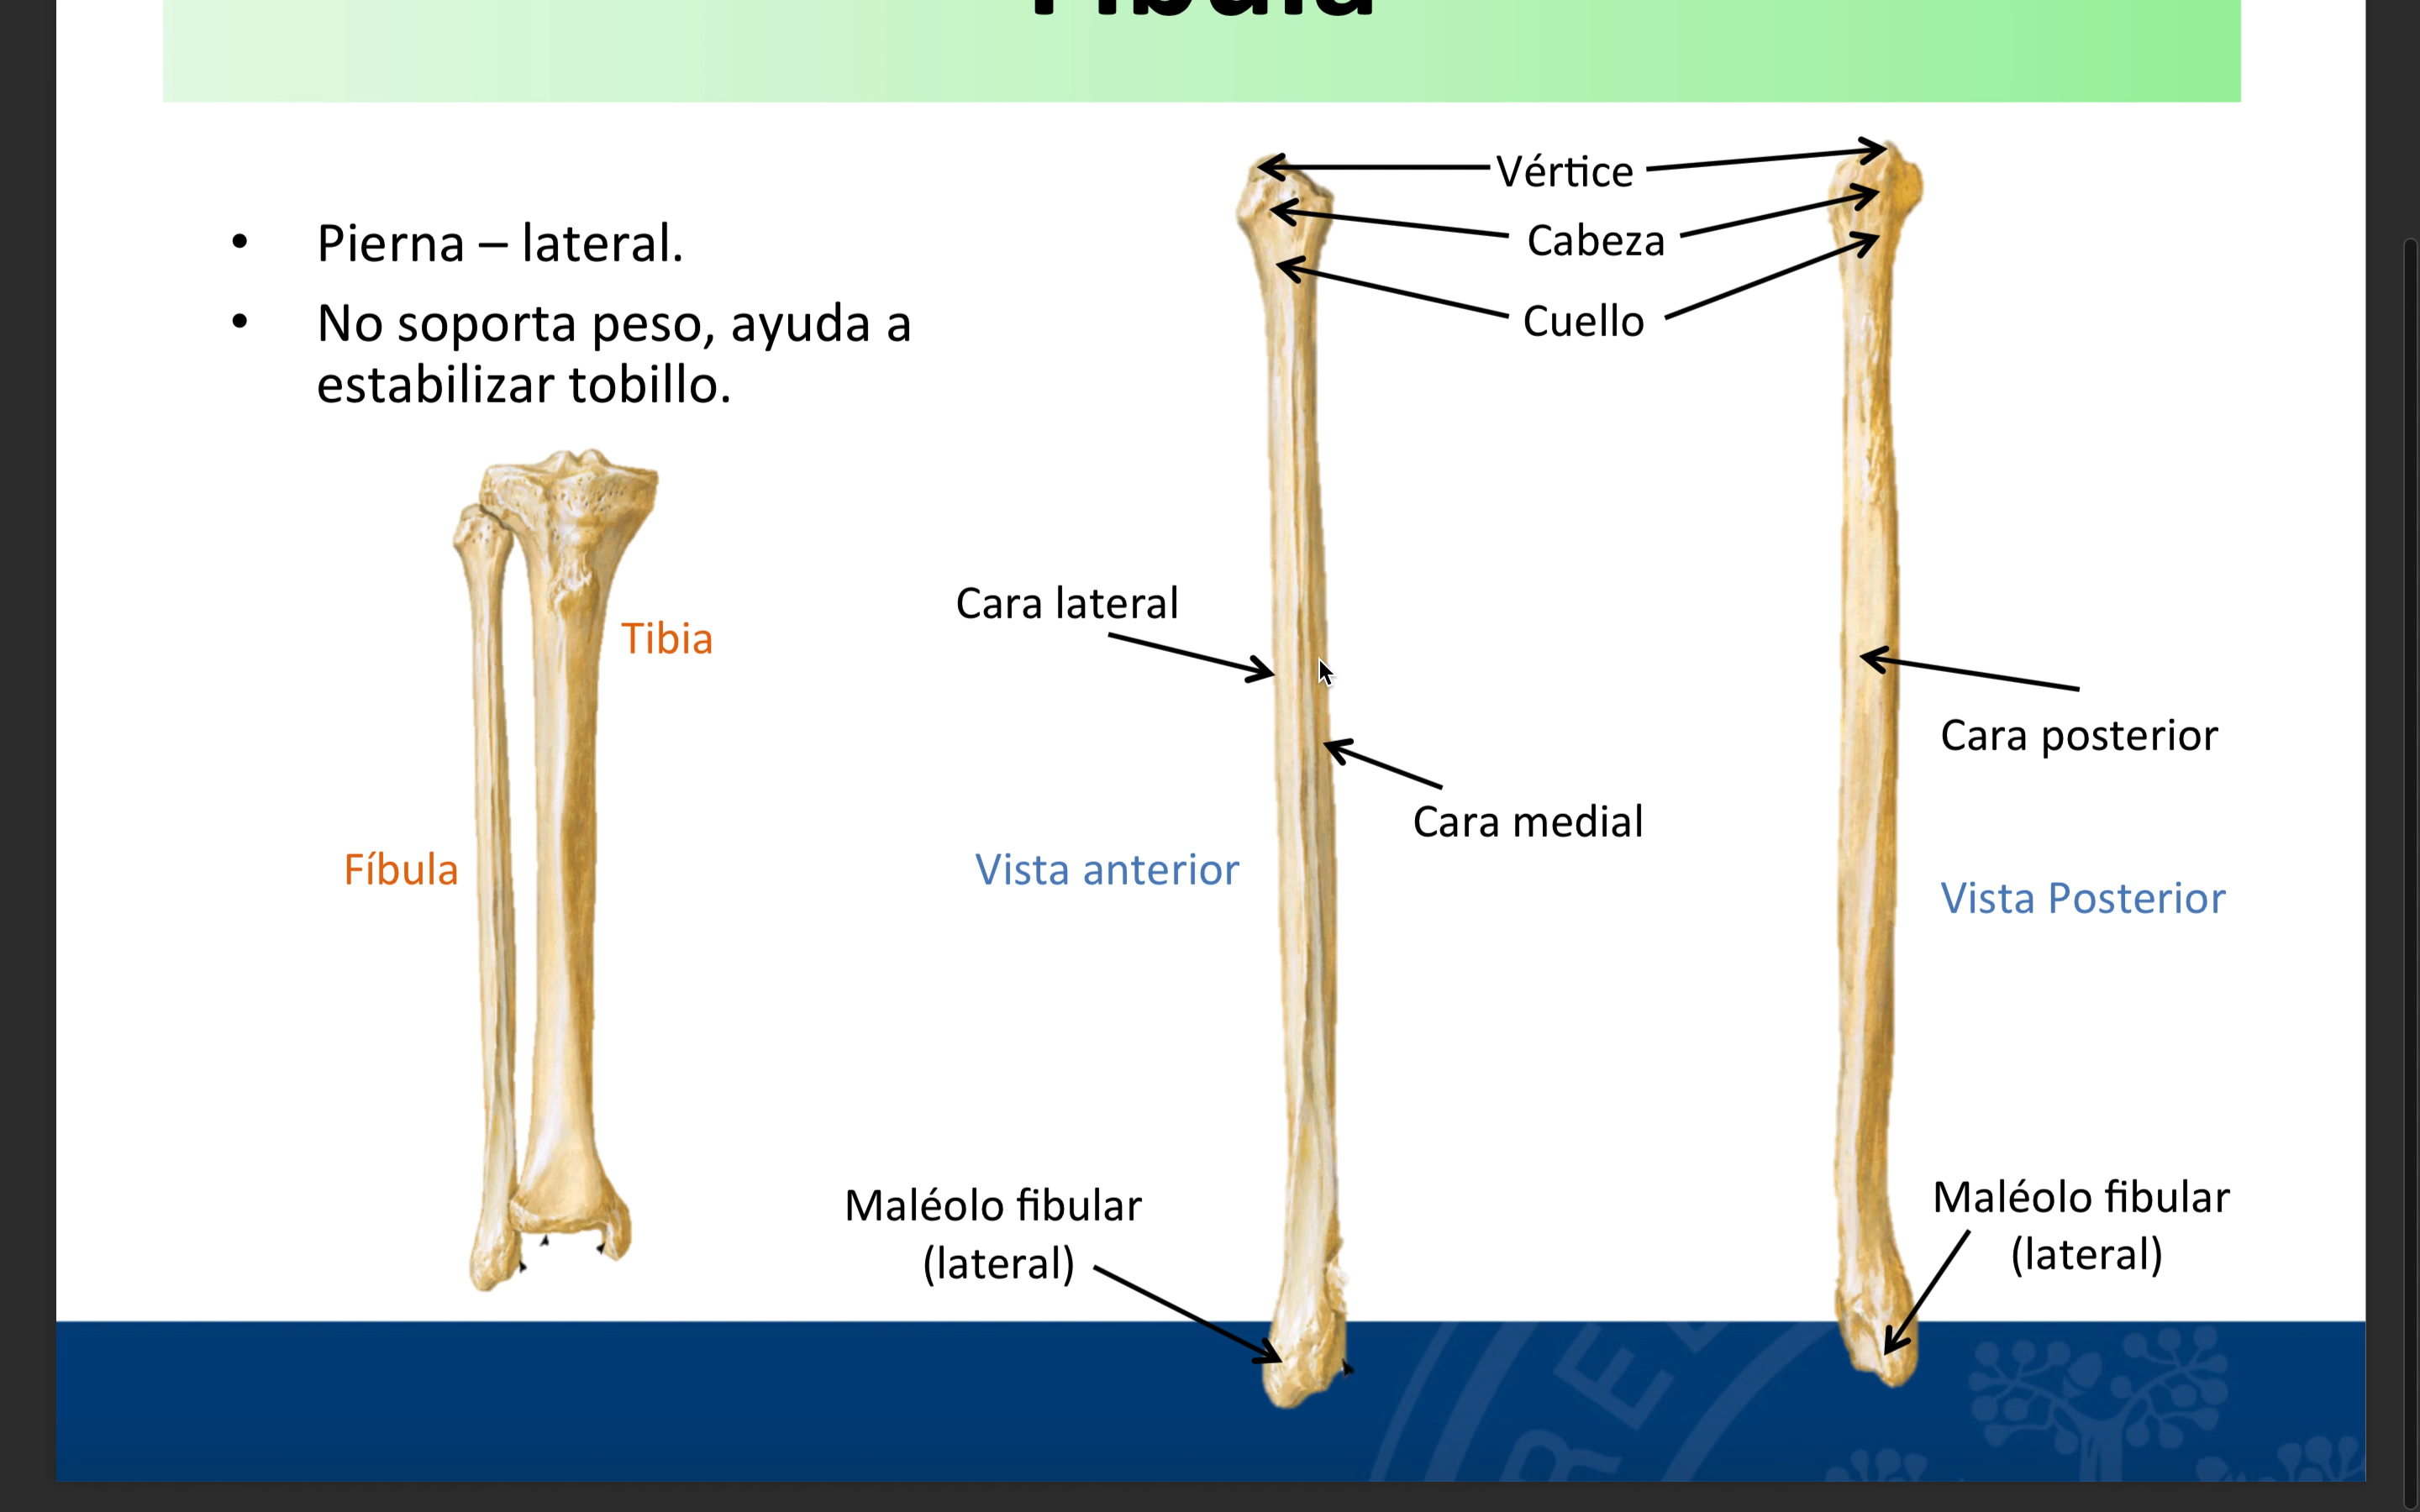 Fíbula
• Pierna – lateral.
• No soporta peso, ayuda a
estabilizar tobillo.
Tibia
Fíbula
Vértice
Cabeza
Cuello
Cara lateral
Cara medial
Vista anterior
Maléolo fibular
(lateral)
Cara posterior
Vista Posterior
Maléolo fibular
(lateral)
RE